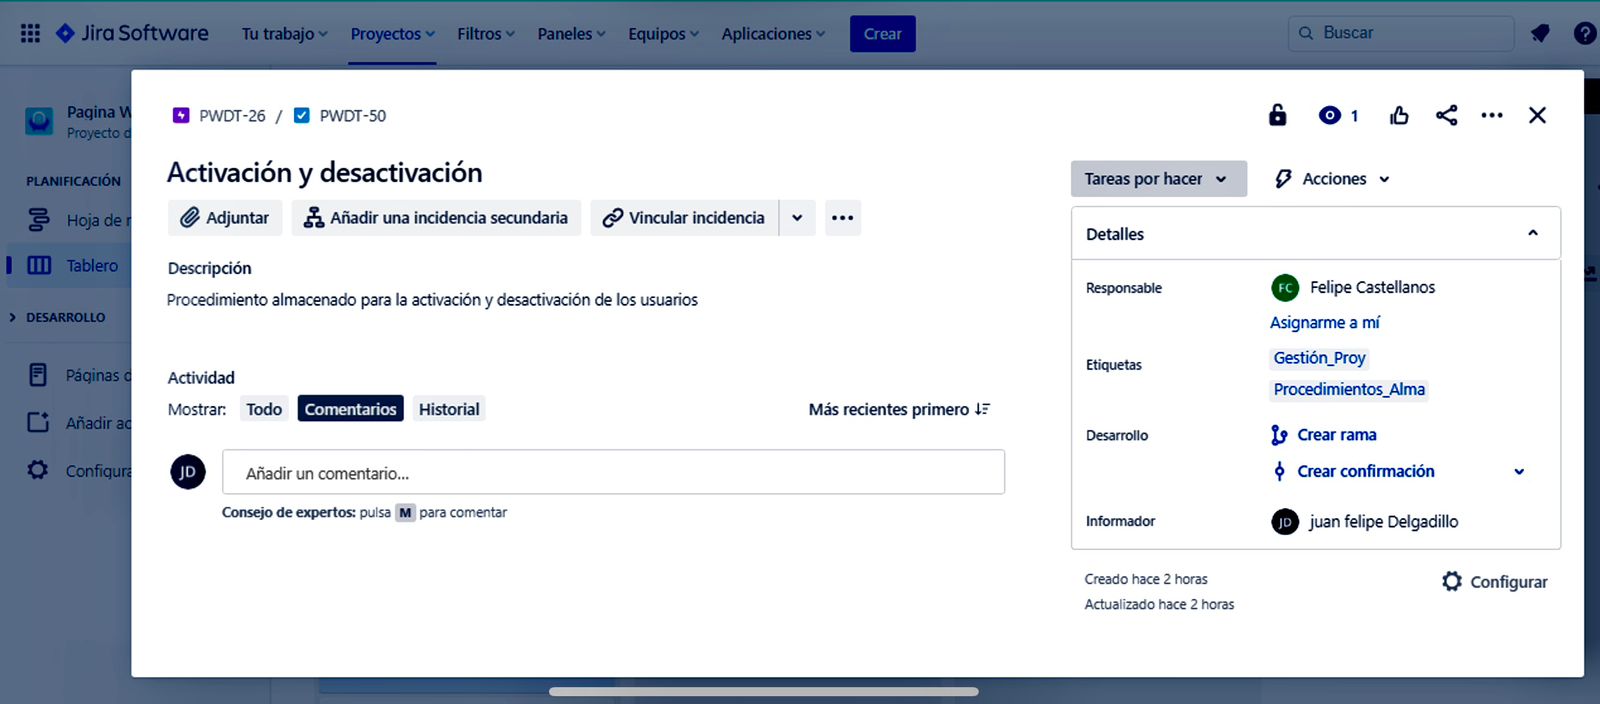 Jira Software Tu trabajo Proyectos Filtros Paneles Equipos Aplicaciones Crear Buscar
Pagina W
Proyecto d
PLANIFICACIÓN
Hoja de r
Tablero
DESARROLLO
Páginas d
Añadir ac
Configura
PWDT-26 / PWDT-50
1
Activación y desactivación
Adjuntar Añadir una incidencia secundaria Vincular incidencia
Descripción
Procedimiento almacenado para la activación y desactivación de los usuarios
Actividad
Mostrar: Todo Comentarios Historial Más recientes primero
JD Añadir un comentario...
Consejo de expertos: pulsa M para comentar
Tareas por hacer Acciones
Detalles
Responsable FC Felipe Castellanos
Asignarme a mí
Etiquetas Gestión_Proy
Procedimientos_Alma
Desarrollo Crear rama
Crear confirmación
Informador JD juan felipe Delgadillo
Creado hace 2 horas
Actualizado hace 2 horas
Configurar